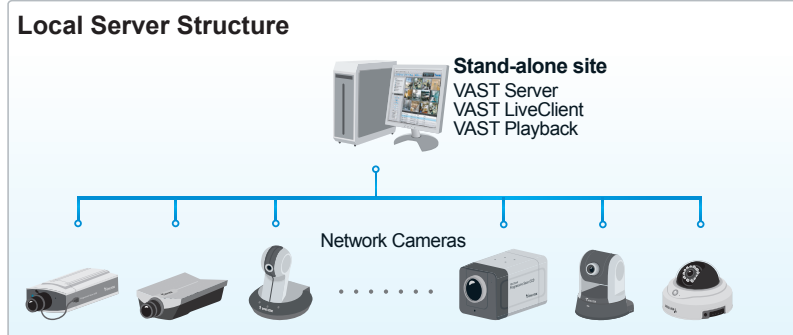 Local Server Structure
Stand-alone site
VAST Server
VAST LiveClient
VAST Playback
Network Cameras